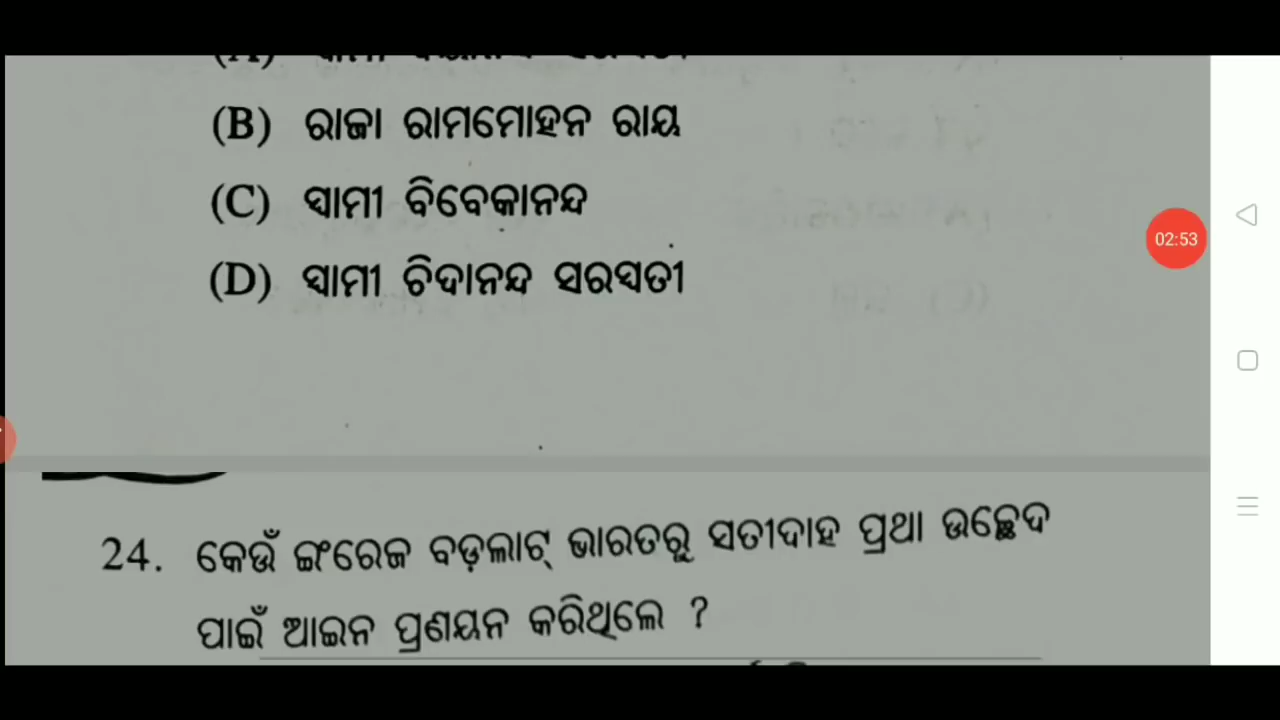 (B) ରାଜା ରାମମୋହନ ରାୟ
(C) ସ୍ୱାମୀ ବିବେକାନନ୍ଦ
(D) ସ୍ୱାମୀ ଚିଦାନନ୍ଦ ସରସ୍ୱତୀ
02:53
24. କେଉଁ ଇଂରେଜ ବଡ଼ଲାଟ୍ ଭାରତରୁ ସତୀଦାହ ପ୍ରଥା ଉଚ୍ଛେଦ
ପାଇଁ ଆଇନ ପ୍ରଣୟନ କରିଥିଲେ ?